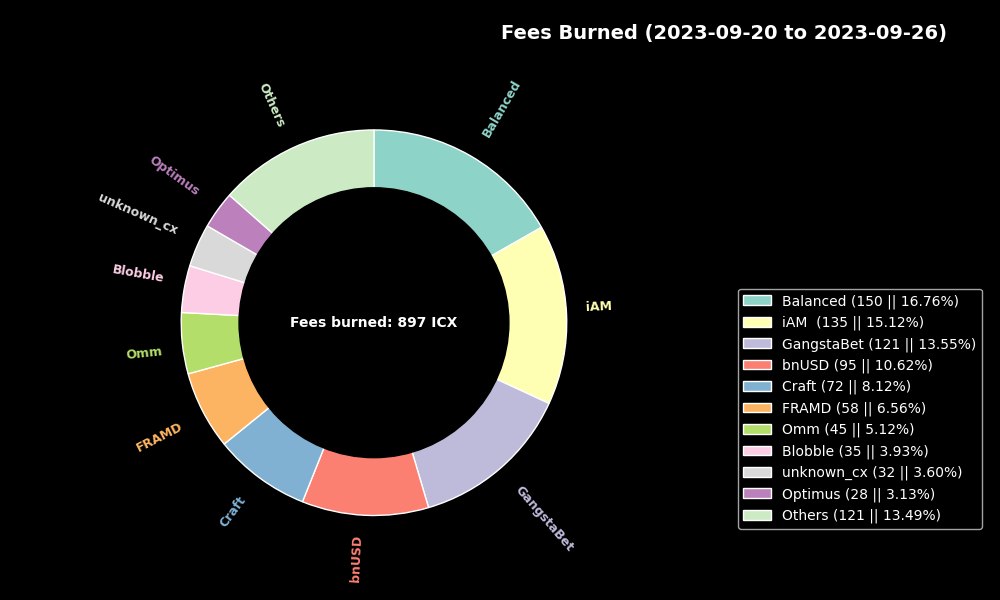 Fees Burned (2023-09-20 to 2023-09-26)
Balanced
Others
Optimus
unknown_cx
Blobble
iAM
Fees burned: 897 ICX
Omm
FRAMD
Craft
GangstaBet
bnUSD
Balanced (150 || 16.76%)
iAM  (135 || 15.12%)
GangstaBet (121 || 13.55%)
bnUSD (95 || 10.62%)
Craft (72 || 8.12%)
FRAMD (58 || 6.56%)
Omm (45 || 5.12%)
Blobble (35 || 3.93%)
unknown_cx (32 || 3.60%)
Optimus (28 || 3.13%)
Others (121 || 13.49%)